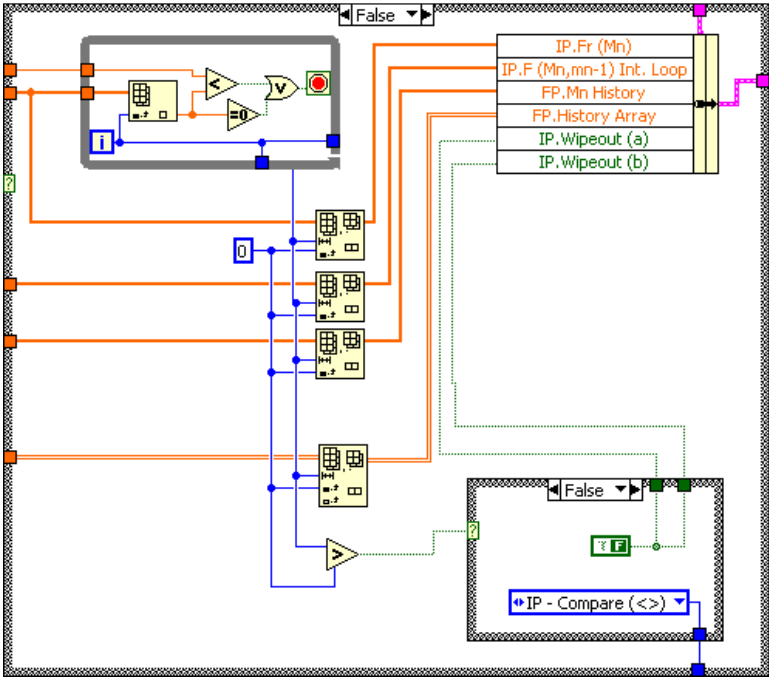 False
IP.Fr (Mn)
IP.F (Mn,mn-1) Int. Loop
FP.Mn History
FP.History Array
IP.Wipeout (a)
IP.Wipeout (b)
<
V
=0
i
?
0
False
>
?
F
IP - Compare (<>)